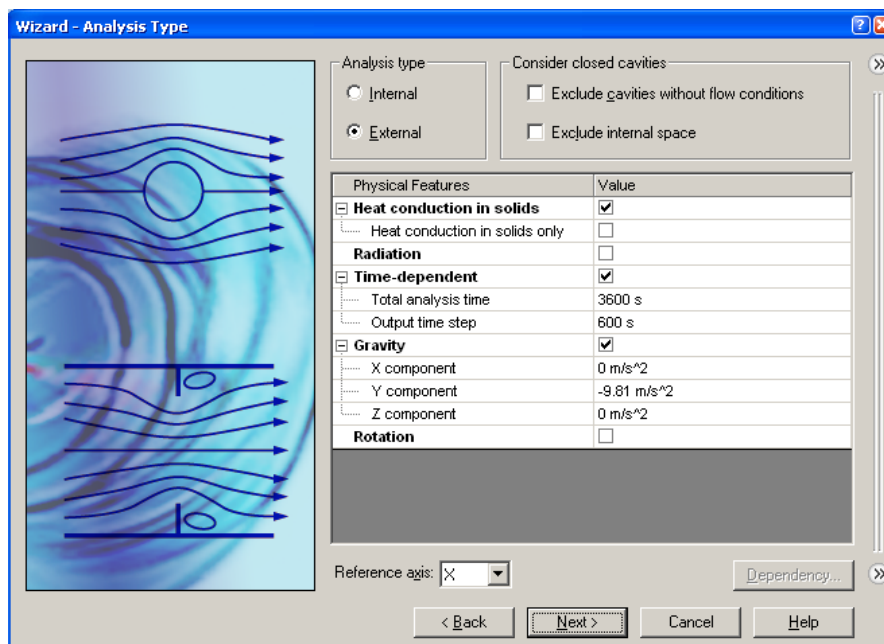 Wizard - Analysis Type
Analysis type
Internal
External
Consider closed cavities
Exclude cavities without flow conditions
Exclude internal space
Physical Features Value
Heat conduction in solids
Heat conduction in solids only
Radiation
Time-dependent
Total analysis time 3600 s
Output time step 600 s
Gravity
X component 0 m/s^2
Y component -9.81 m/s^2
Z component 0 m/s^2
Rotation
Reference axis: X
Dependency...
< Back Next > Cancel Help